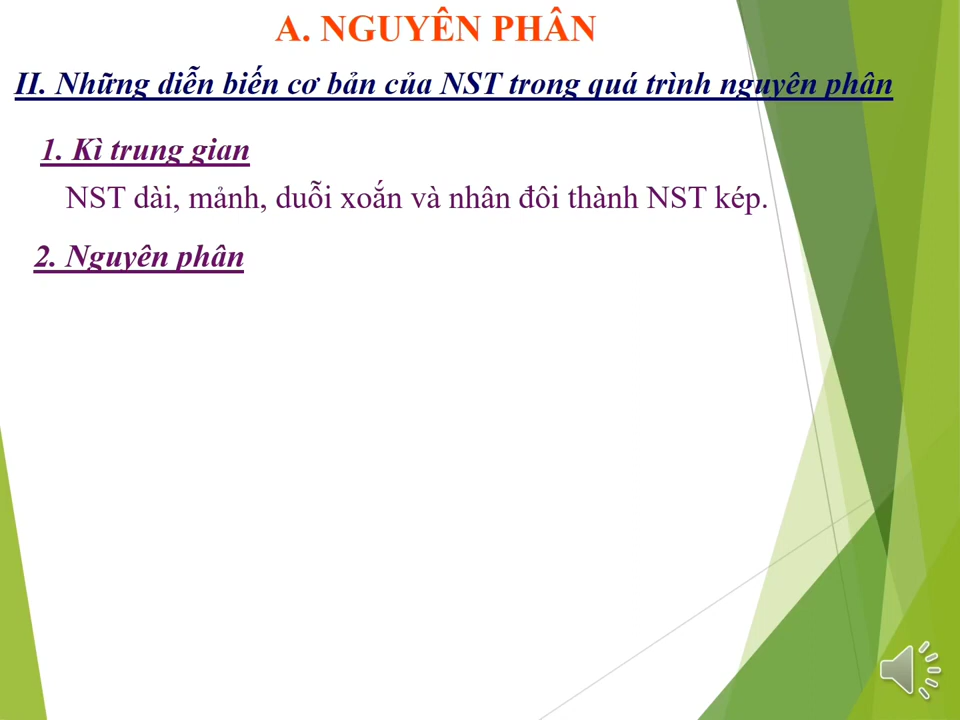 A. NGUYÊN PHÂN
II. Những diễn biến cơ bản của NST trong quá trình nguyên phân
1. Kì trung gian
NST dài, mảnh, duỗi xoắn và nhân đôi thành NST kép.
2. Nguyên phân